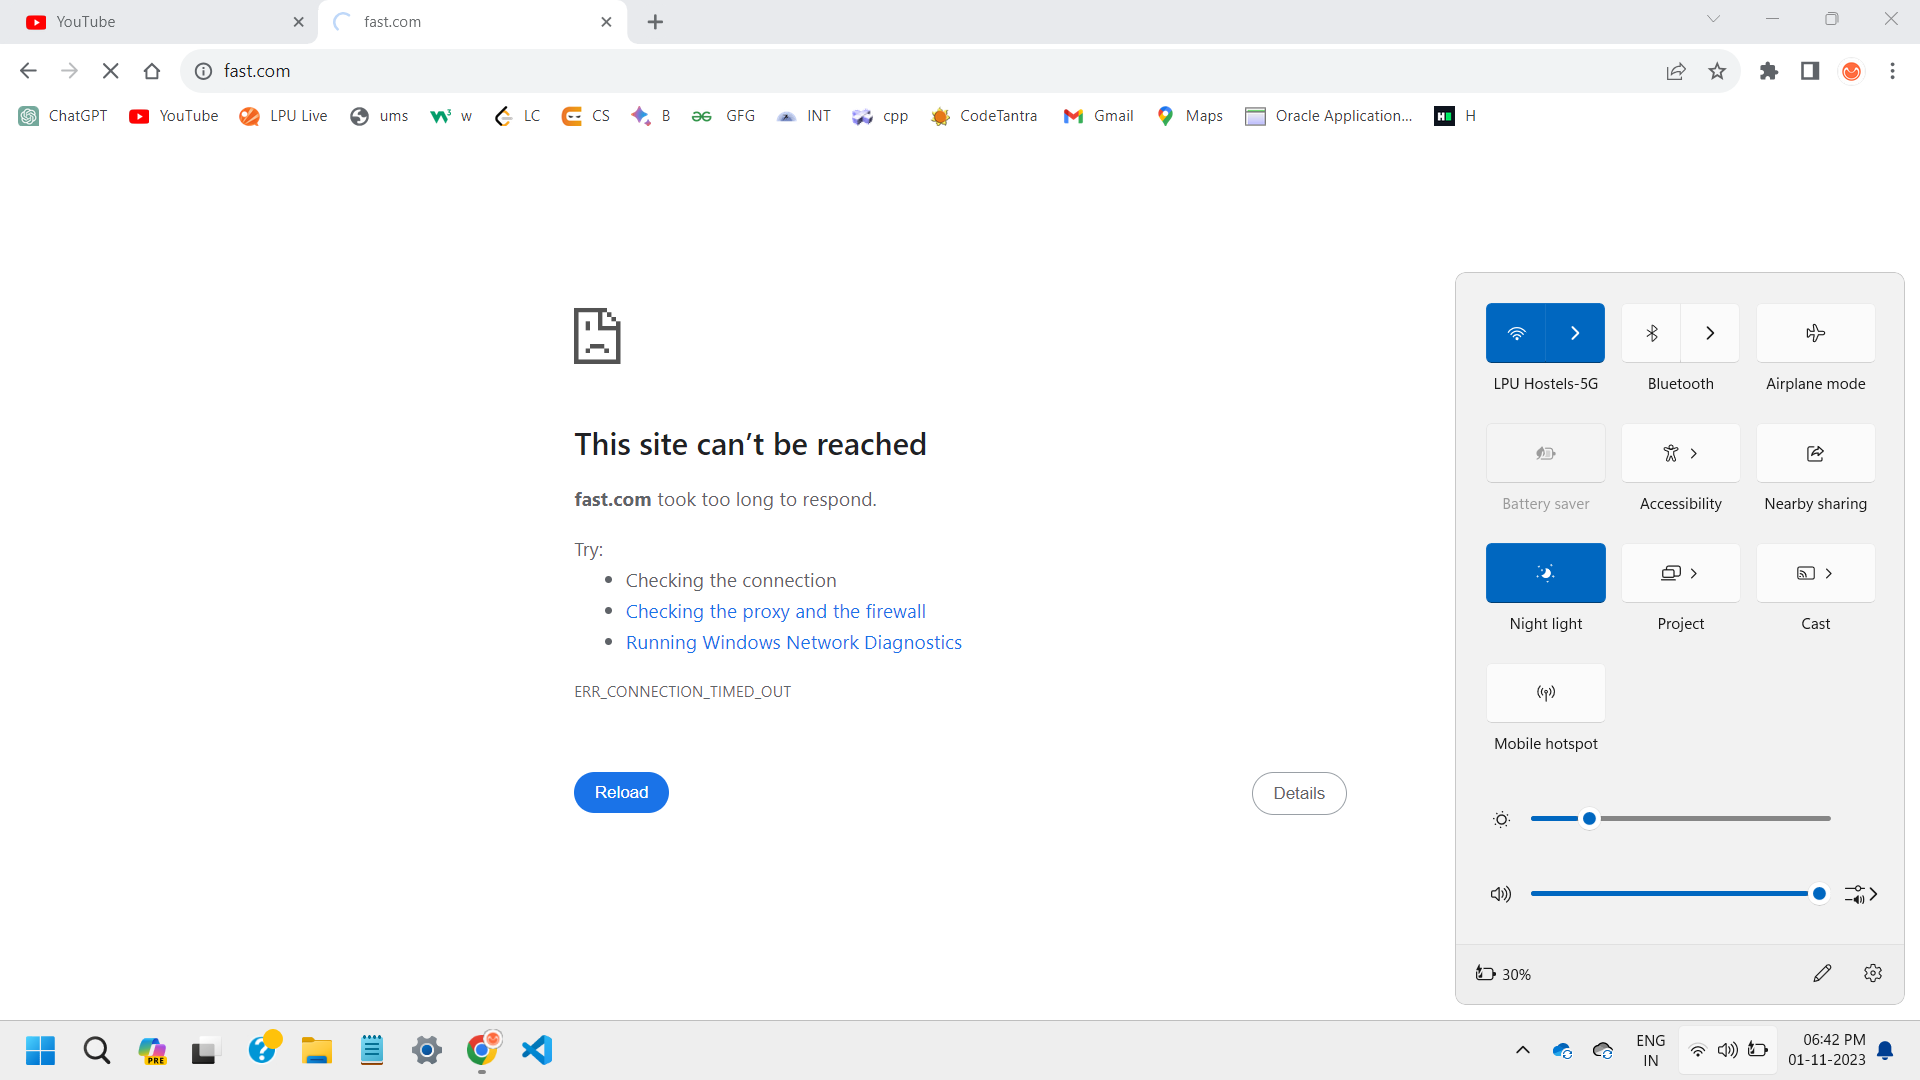 YouTube
fast.com
fast.com
ChatGPT
YouTube
LPU Live
ums
w
LC
CS
B
GFG
INT
cpp
CodeTantra
Gmail
Maps
Oracle Application...
H
This site can’t be reached
fast.com took too long to respond.
Try:
Checking the connection
Checking the proxy and the firewall
Running Windows Network Diagnostics
ERR_CONNECTION_TIMED_OUT
Reload
Details
LPU Hostels-5G
Bluetooth
Airplane mode
Battery saver
Accessibility
Nearby sharing
Night light
Project
Cast
Mobile hotspot
30%
PRE
ENG
IN
06:42 PM
01-11-2023